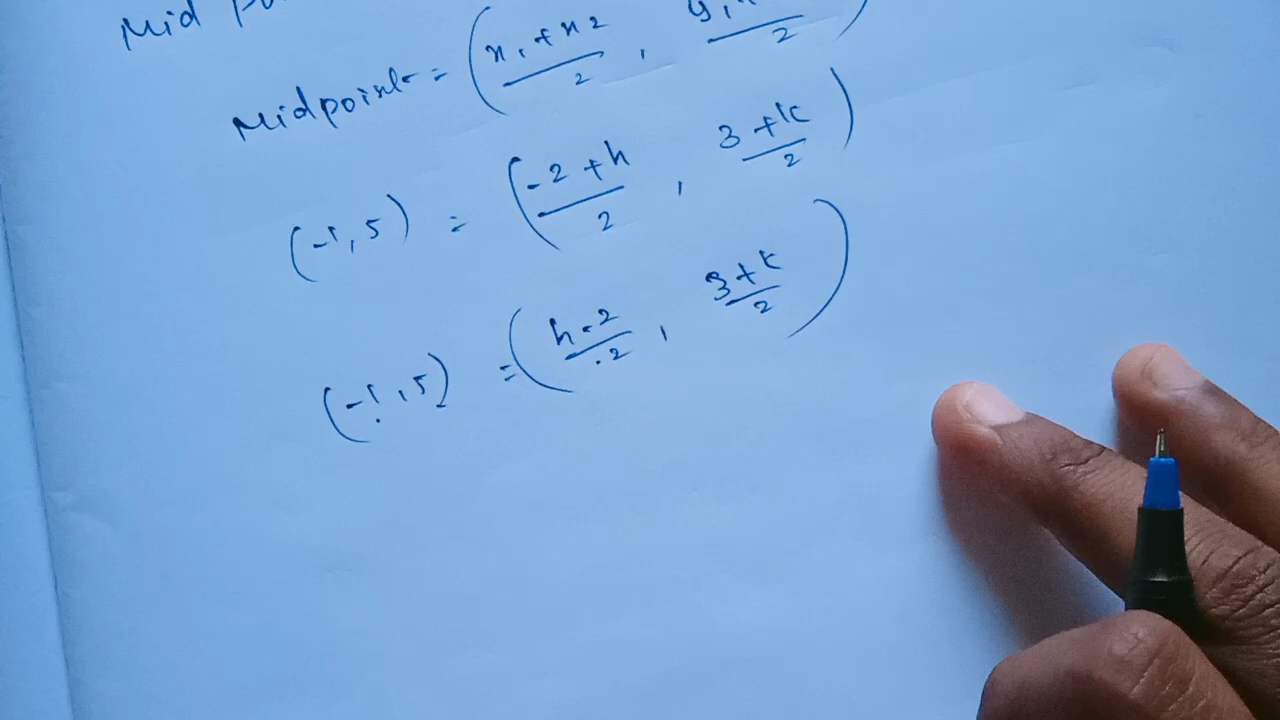 Mid
Midpoint = (x1+x2/2, y1
(-1,5) = (-2+h/2, 3+k/2)
(-1,5) = (h-2/2, 3+k/2)